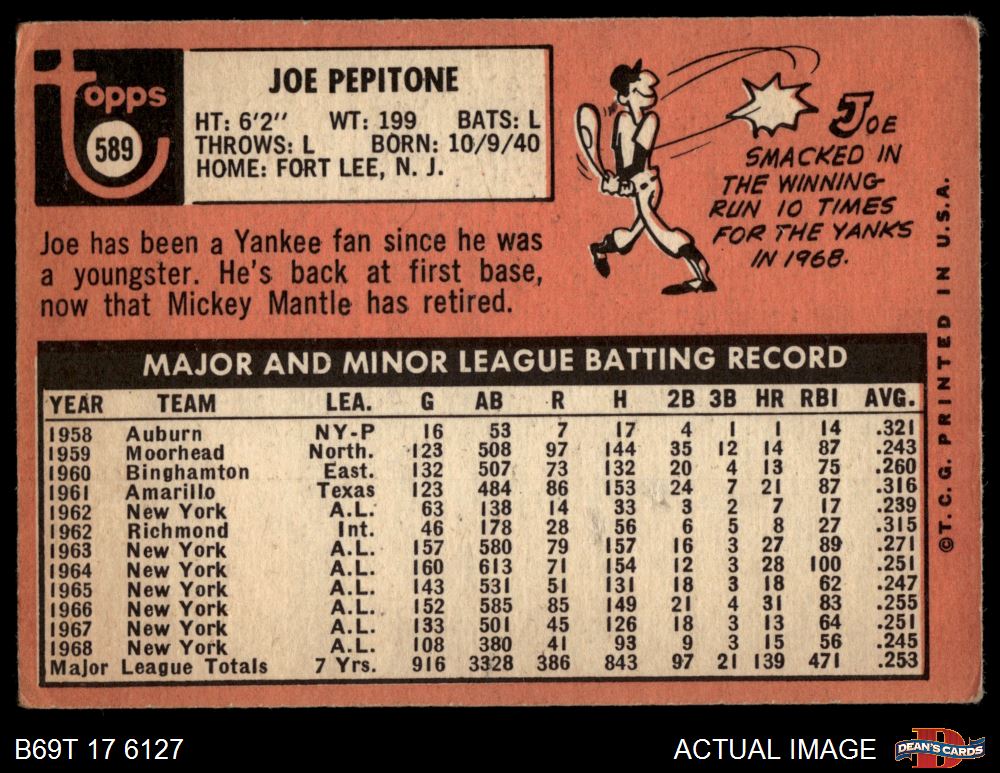 Topps
589
JOE PEPITONE
HT: 6'2" WT: 199 BATS: L
THROWS: L BORN: 10/9/40
HOME: FORT LEE, N. J.
JOE
SMACKED IN
THE WINNING
RUN 10 TIMES
FOR THE YANKS
IN 1968.
Joe has been a Yankee fan since he was
a youngster. He's back at first base,
now that Mickey Mantle has retired.
MAJOR AND MINOR LEAGUE BATTING RECORD
YEAR TEAM LEA. G AB R H 2B 3B HR RBI AVG.
1958 Auburn NY-P 16 53 7 17 4 1 1 14 .321
1959 Moorhead North. 123 508 97 144 35 12 14 87 .243
1960 Binghamton East. 132 507 73 132 20 4 13 75 .260
1961 Amarillo Texas 123 484 86 153 24 7 21 87 .316
1962 New York A.L. 63 138 14 33 3 2 7 17 .239
1962 Richmond Int. 46 178 28 56 6 5 8 27 .315
1963 New York A.L. 157 580 79 157 16 3 27 89 .271
1964 New York A.L. 160 613 71 154 12 3 28 100 .251
1965 New York A.L. 143 531 51 131 18 3 18 62 .247
1966 New York A.L. 152 585 85 149 21 4 31 83 .255
1967 New York A.L. 133 501 45 126 18 3 13 64 .251
1968 New York A.L. 108 380 41 93 9 3 15 56 .245
Major League Totals 7 Yrs. 916 3328 386 843 97 21 139 471 .253
© T. C. G. PRINTED IN U.S.A.
B69T 17 6127
ACTUAL IMAGE
D
DEAN'S CARDS